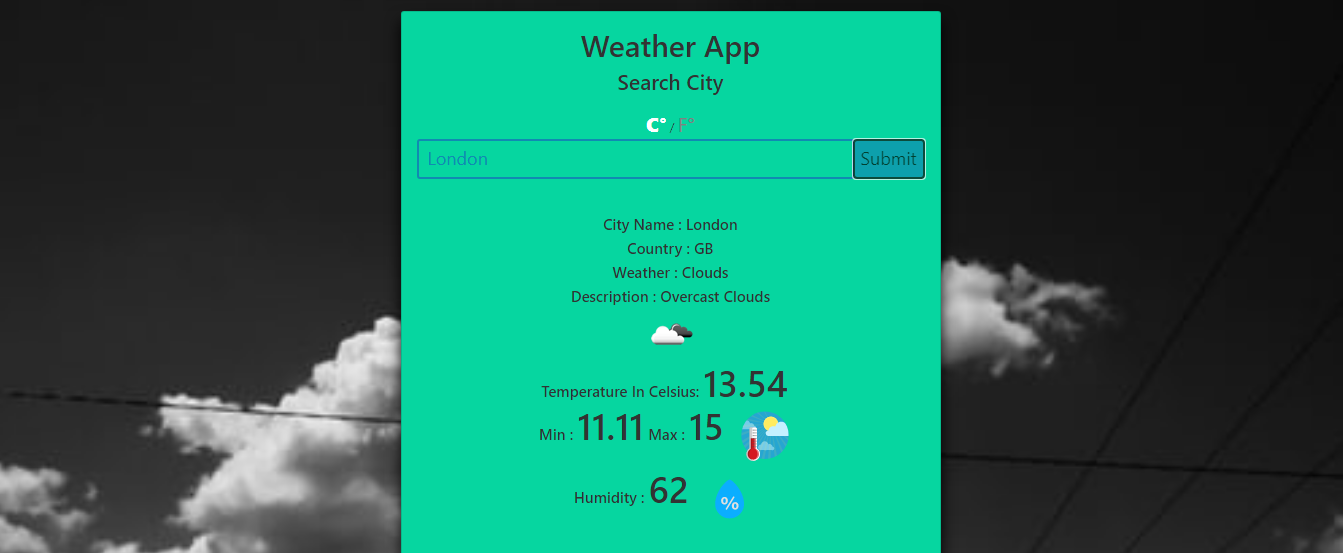 Weather App
Search City
C° / F°
London Submit
City Name : London
Country : GB
Weather : Clouds
Description : Overcast Clouds
Temperature In Celsius: 13.54
Min : 11.11 Max : 15
Humidity : 62 %